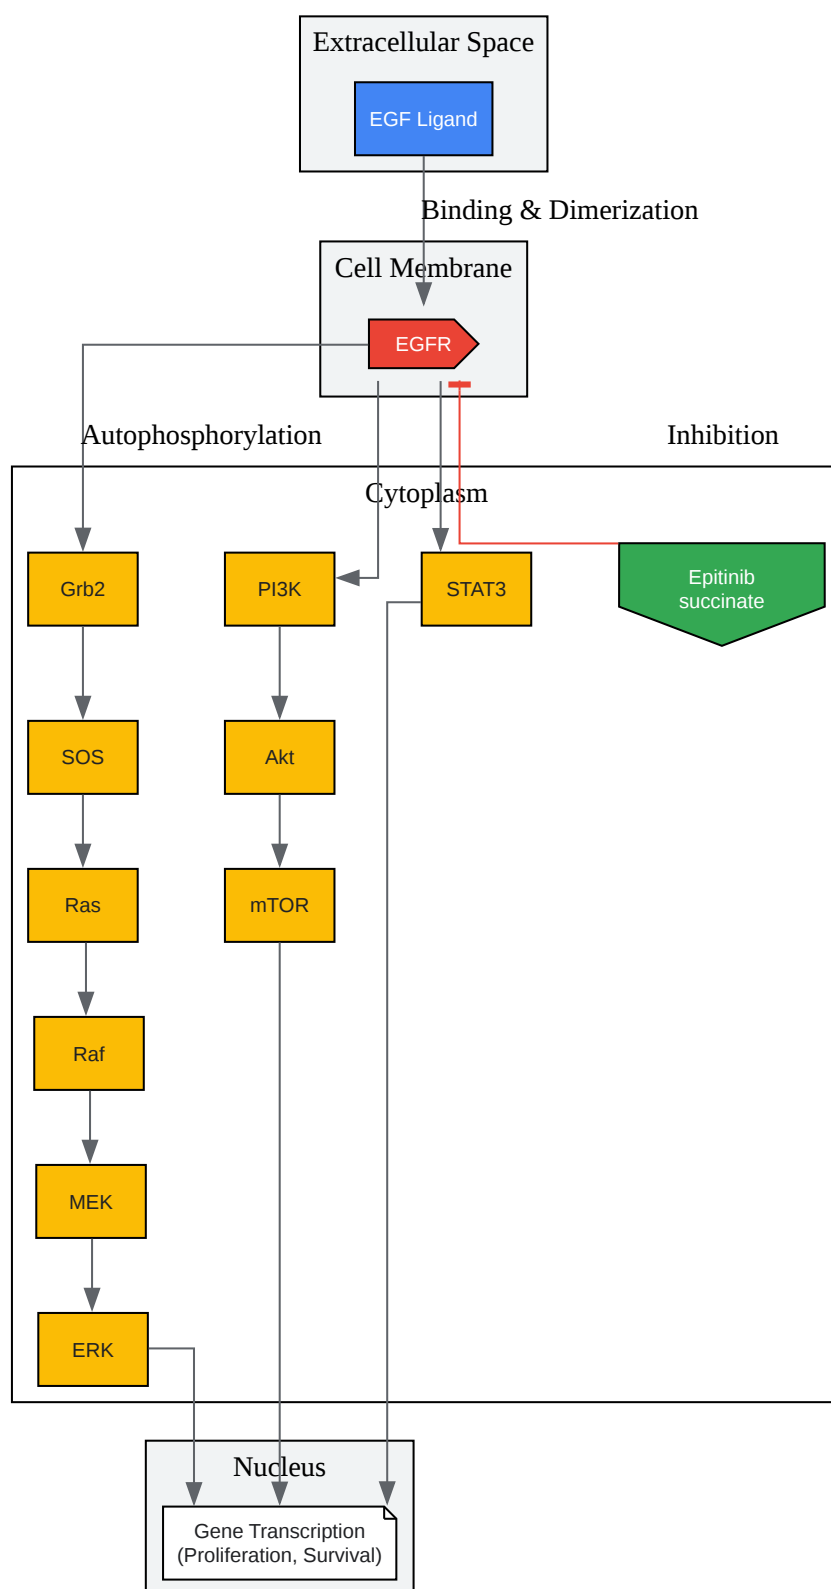 Extracellular Space
EGF Ligand
Binding & Dimerization
Cell Membrane
EGFR
Autophosphorylation
Inhibition
Cytoplasm
Grb2
PI3K
STAT3
Epitinib
succinate
SOS
Akt
Ras
mTOR
Raf
MEK
ERK
Nucleus
Gene Transcription
(Proliferation, Survival)